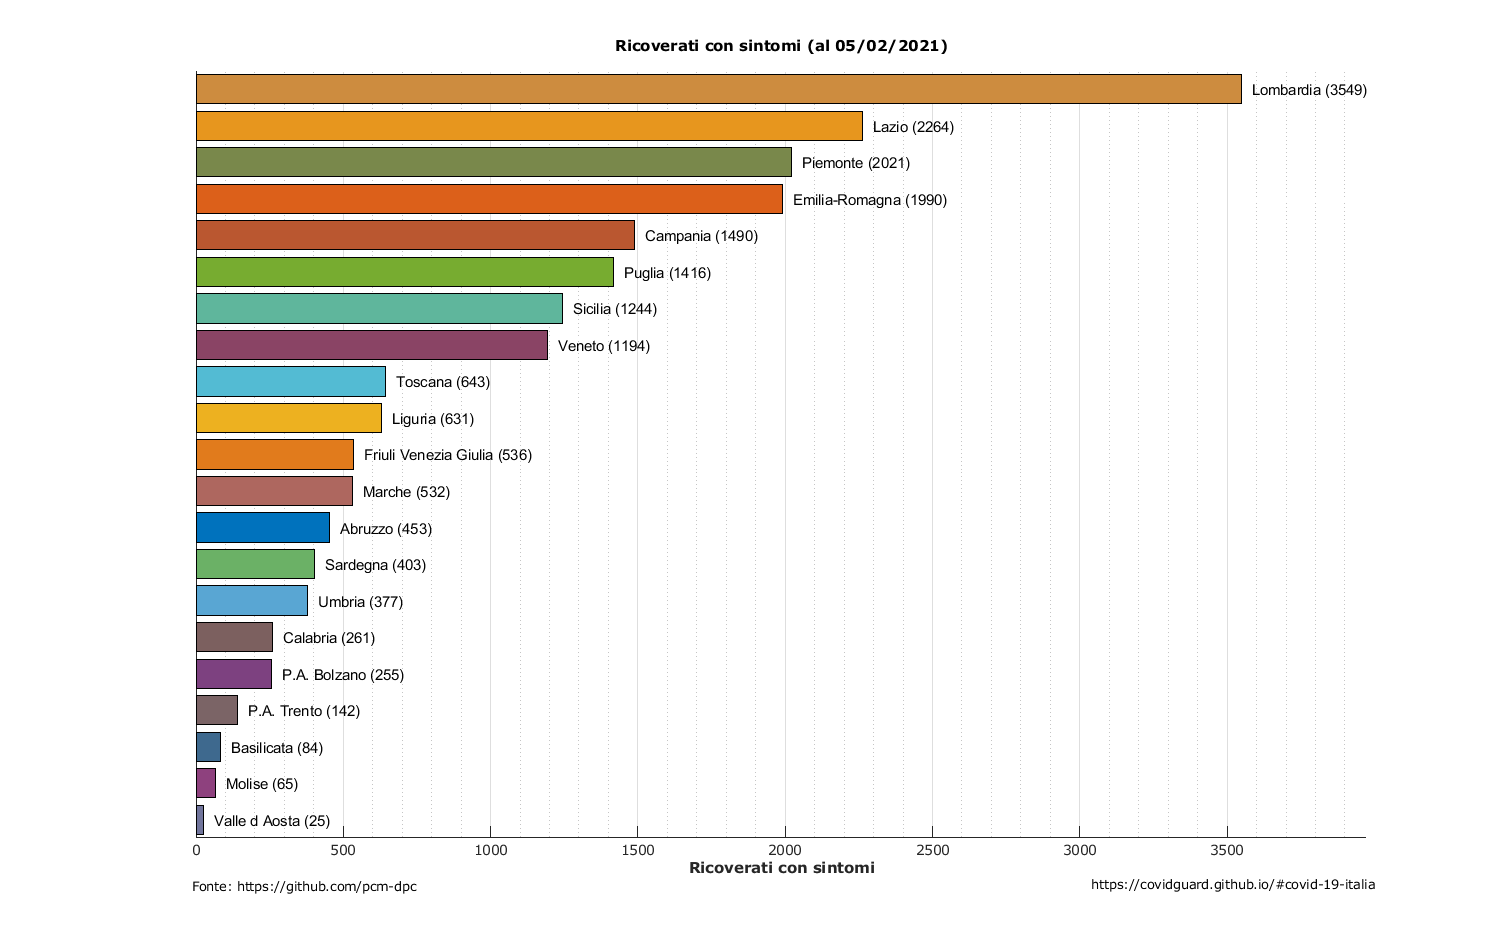 Ricoverati con sintomi (al 05/02/2021)
Lombardia (3549)
Lazio (2264)
Piemonte (2021)
Emilia-Romagna (1990)
Campania (1490)
Puglia (1416)
Sicilia (1244)
Veneto (1194)
Toscana (643)
Liguria (631)
Friuli Venezia Giulia (536)
Marche (532)
Abruzzo (453)
Sardegna (403)
Umbria (377)
Calabria (261)
P.A. Bolzano (255)
P.A. Trento (142)
Basilicata (84)
Molise (65)
Valle d Aosta (25)
0 500 1000 1500 2000 2500 3000 3500
Ricoverati con sintomi
Fonte: https://github.com/pcm-dpc
https://covidguard.github.io/#covid-19-italia